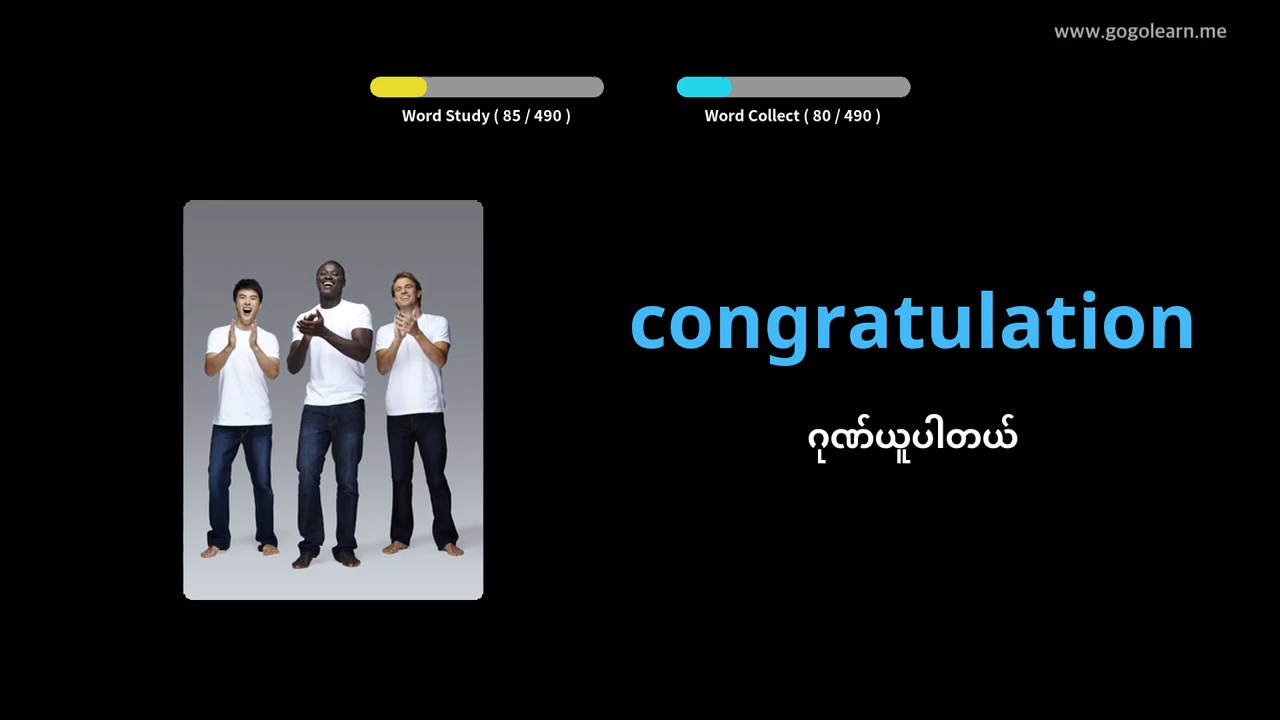 www.gogolearn.me
Word Study ( 85 / 490 )
Word Collect ( 80 / 490 )
congratulation
ဂုဏ်ယူပါတယ်